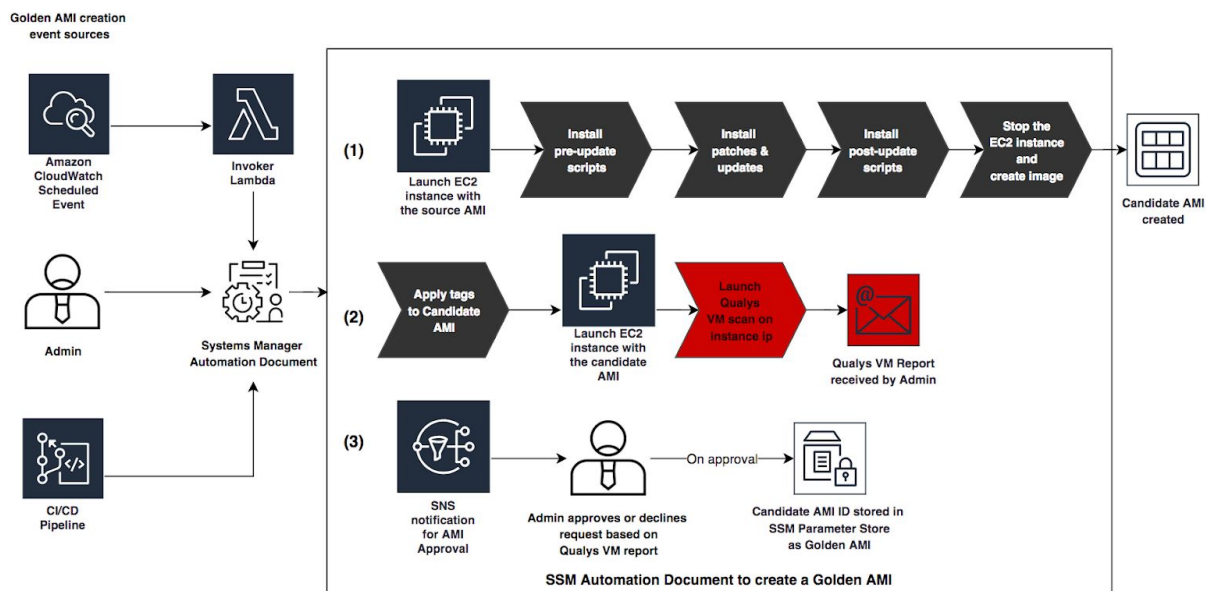 Golden AMI creation
event sources
Amazon
CloudWatch
Scheduled
Event
Invoker
Lambda
Admin
Systems Manager
Automation Document
CI/CD
Pipeline
(1)
Launch EC2
instance with
the source AMI
Install
pre-update
scripts
Install
patches &
updates
Install
post-update
scripts
Stop the
EC2 instance
and
create image
Candidate AMI
created
(2)
Apply tags
to Candidate
AMI
Launch EC2
instance with
the candidate
AMI
Launch
Qualys
VM scan on
instance ip
@
Qualys VM Report
received by Admin
(3)
SNS
notification
for AMI
Approval
Admin approves or declines
request based on
Qualys VM report
On approval
Candidate AMI ID stored in
SSM Parameter Store
as Golden AMI
SSM Automation Document to create a Golden AMI